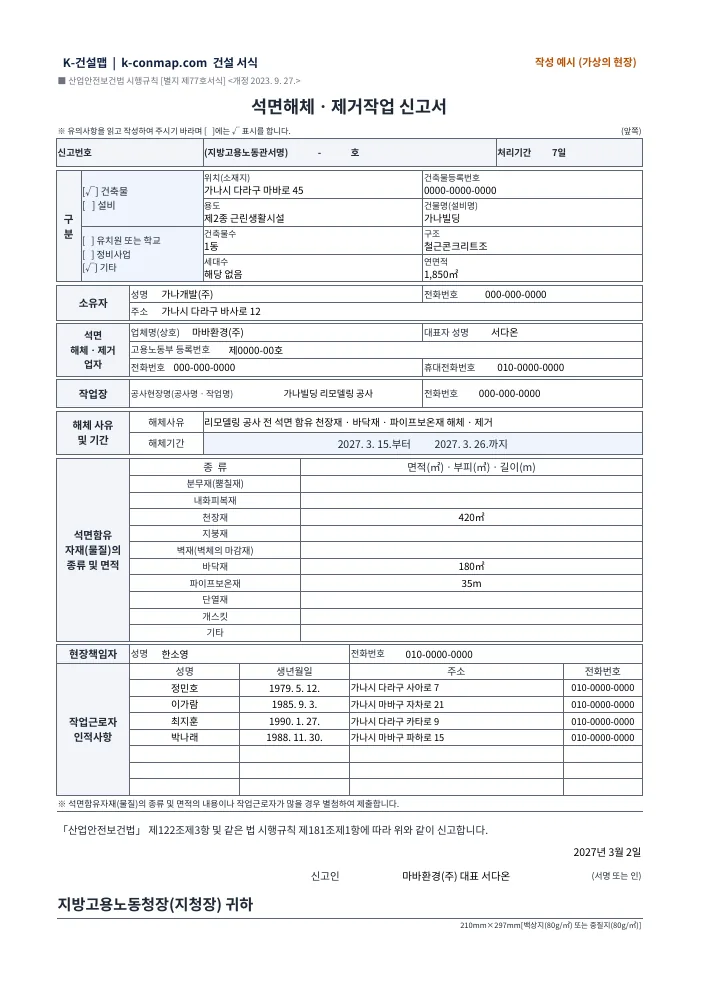 K-건설맵 | k-conmap.com 건설 서식
작성 예시 (가상의 현장)
■ 산업안전보건법 시행규칙 [별지 제77호서식] <개정 2023. 9. 27.>
석면해체ㆍ제거작업 신고서
※ 유의사항을 읽고 작성하여 주시기 바라며 [ ]에는 √ 표시를 합니다. (앞쪽)
신고번호 (지방고용노동관서명) - 호 처리기간 7일
구분
[√] 건축물
[ ] 설비
위치(소재지) 건축물등록번호
가나시 다라구 마바로 45 0000-0000-0000
용도 건물명(설비명)
제2종 근린생활시설 가나빌딩
[ ] 유치원 또는 학교
[ ] 정비사업
[√] 기타
건축물수 구조
1동 철근콘크리트조
세대수 연면적
해당 없음 1,850㎡
소유자
성명 가나개발(주) 전화번호 000-000-0000
주소 가나시 다라구 바사로 12
석면
해체ㆍ제거
업자
업체명(상호) 마바환경(주) 대표자 성명 서다온
고용노동부 등록번호 제0000-00호
전화번호 000-000-0000 휴대전화번호 010-0000-0000
작업장 공사현장명(공사명ㆍ작업명) 가나빌딩 리모델링 공사 전화번호 000-000-0000
해체 사유
및 기간
해체사유 리모델링 공사 전 석면 함유 천장재ㆍ바닥재ㆍ파이프보온재 해체ㆍ제거
해체기간 2027. 3. 15.부터 2027. 3. 26.까지
석면함유
자재(물질)의
종류 및 면적
종 류 면적(㎡)ㆍ부피(㎥)ㆍ길이(m)
분무재(뿜칠재)
내화피복재
천장재 420㎡
지붕재
벽재(벽체의 마감재)
바닥재 180㎡
파이프보온재 35m
단열재
개스킷
기타
현장책임자 성명 한소영 전화번호 010-0000-0000
작업근로자
인적사항
성명 생년월일 주소 전화번호
정민호 1979. 5. 12. 가나시 다라구 사아로 7 010-0000-0000
이가람 1985. 9. 3. 가나시 마바구 자차로 21 010-0000-0000
최지훈 1990. 1. 27. 가나시 다라구 카타로 9 010-0000-0000
박나래 1988. 11. 30. 가나시 마바구 파하로 15 010-0000-0000
※ 석면함유자재(물질)의 종류 및 면적의 내용이나 작업근로자가 많을 경우 별첨하여 제출합니다.
「산업안전보건법」 제122조제3항 및 같은 법 시행규칙 제181조제1항에 따라 위와 같이 신고합니다.
2027년 3월 2일
신고인 마바환경(주) 대표 서다온 (서명 또는 인)
지방고용노동청장(지청장) 귀하
210mm×297mm[백상지(80g/㎡) 또는 중질지(80g/㎡)]